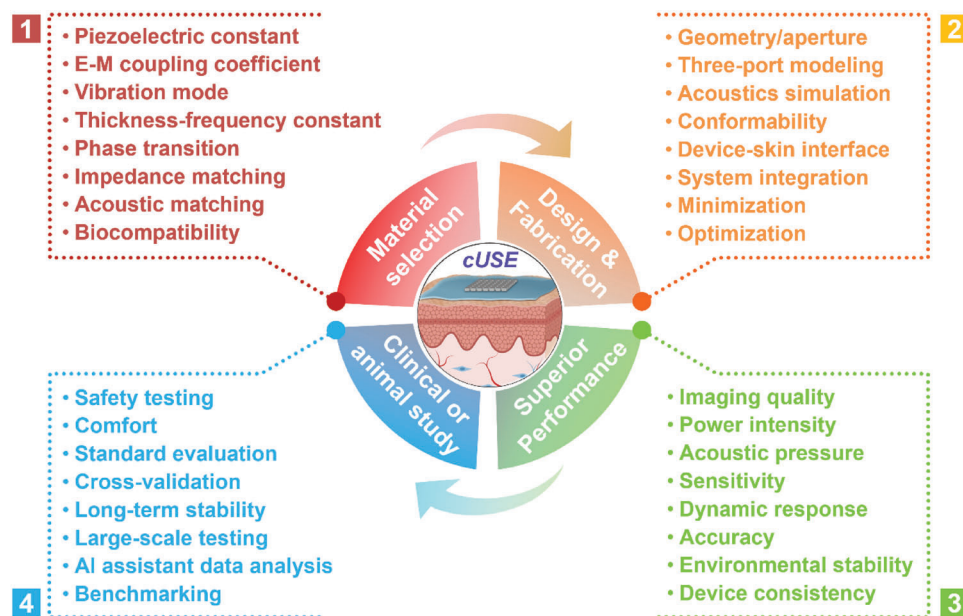 1
• Piezoelectric constant
• E-M coupling coefficient
• Vibration mode
• Thickness-frequency constant
• Phase transition
• Impedance matching
• Acoustic matching
• Biocompatibility
2
• Geometry/aperture
• Three-port modeling
• Acoustics simulation
• Conformability
• Device-skin interface
• System integration
• Minimization
• Optimization
Material
selection
Design &
Fabrication
cUSE
Clinical or
animal study
Superior
Performance
• Safety testing
• Comfort
• Standard evaluation
• Cross-validation
• Long-term stability
• Large-scale testing
• AI assistant data analysis
• Benchmarking
4
• Imaging quality
• Power intensity
• Acoustic pressure
• Sensitivity
• Dynamic response
• Accuracy
• Environmental stability
• Device consistency
3